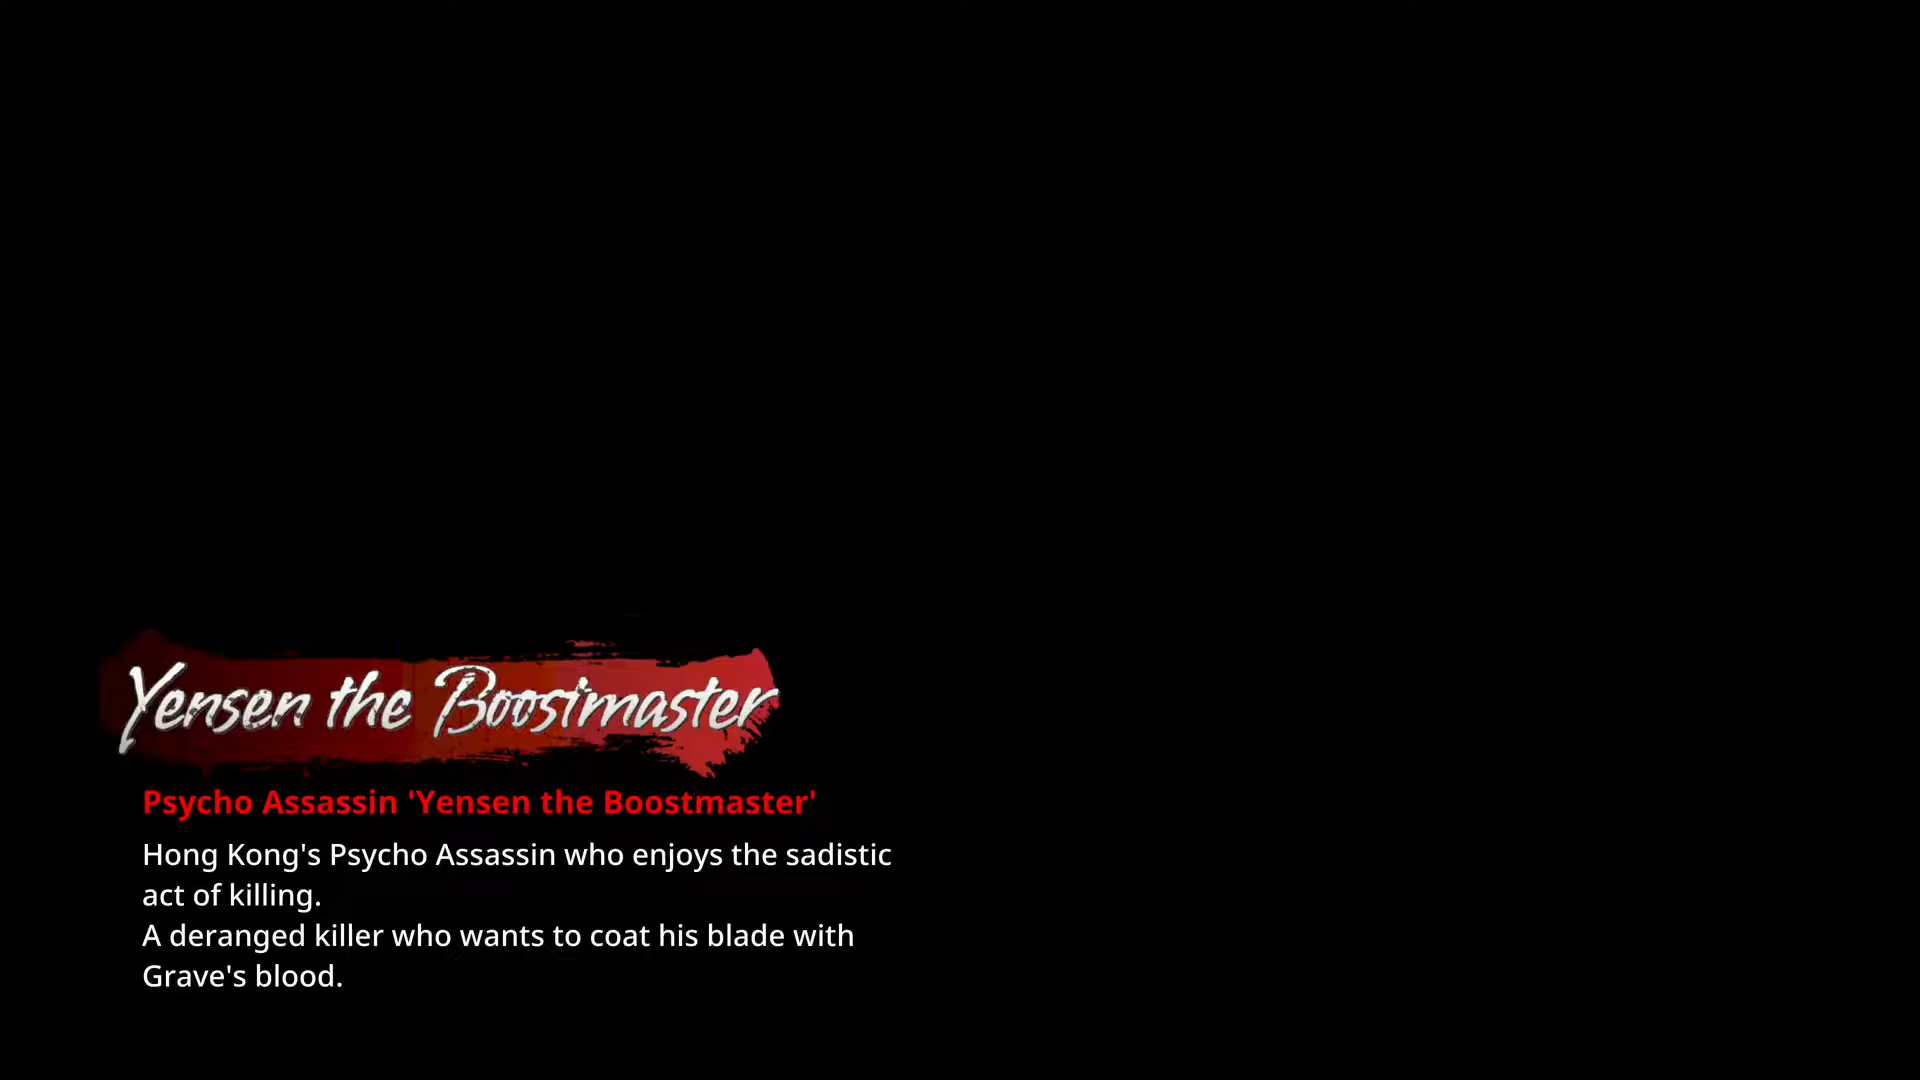 Yensen the Boostmaster
Psycho Assassin 'Yensen the Boostmaster'
Hong Kong's Psycho Assassin who enjoys the sadistic
act of killing.
A deranged killer who wants to coat his blade with
Grave's blood.